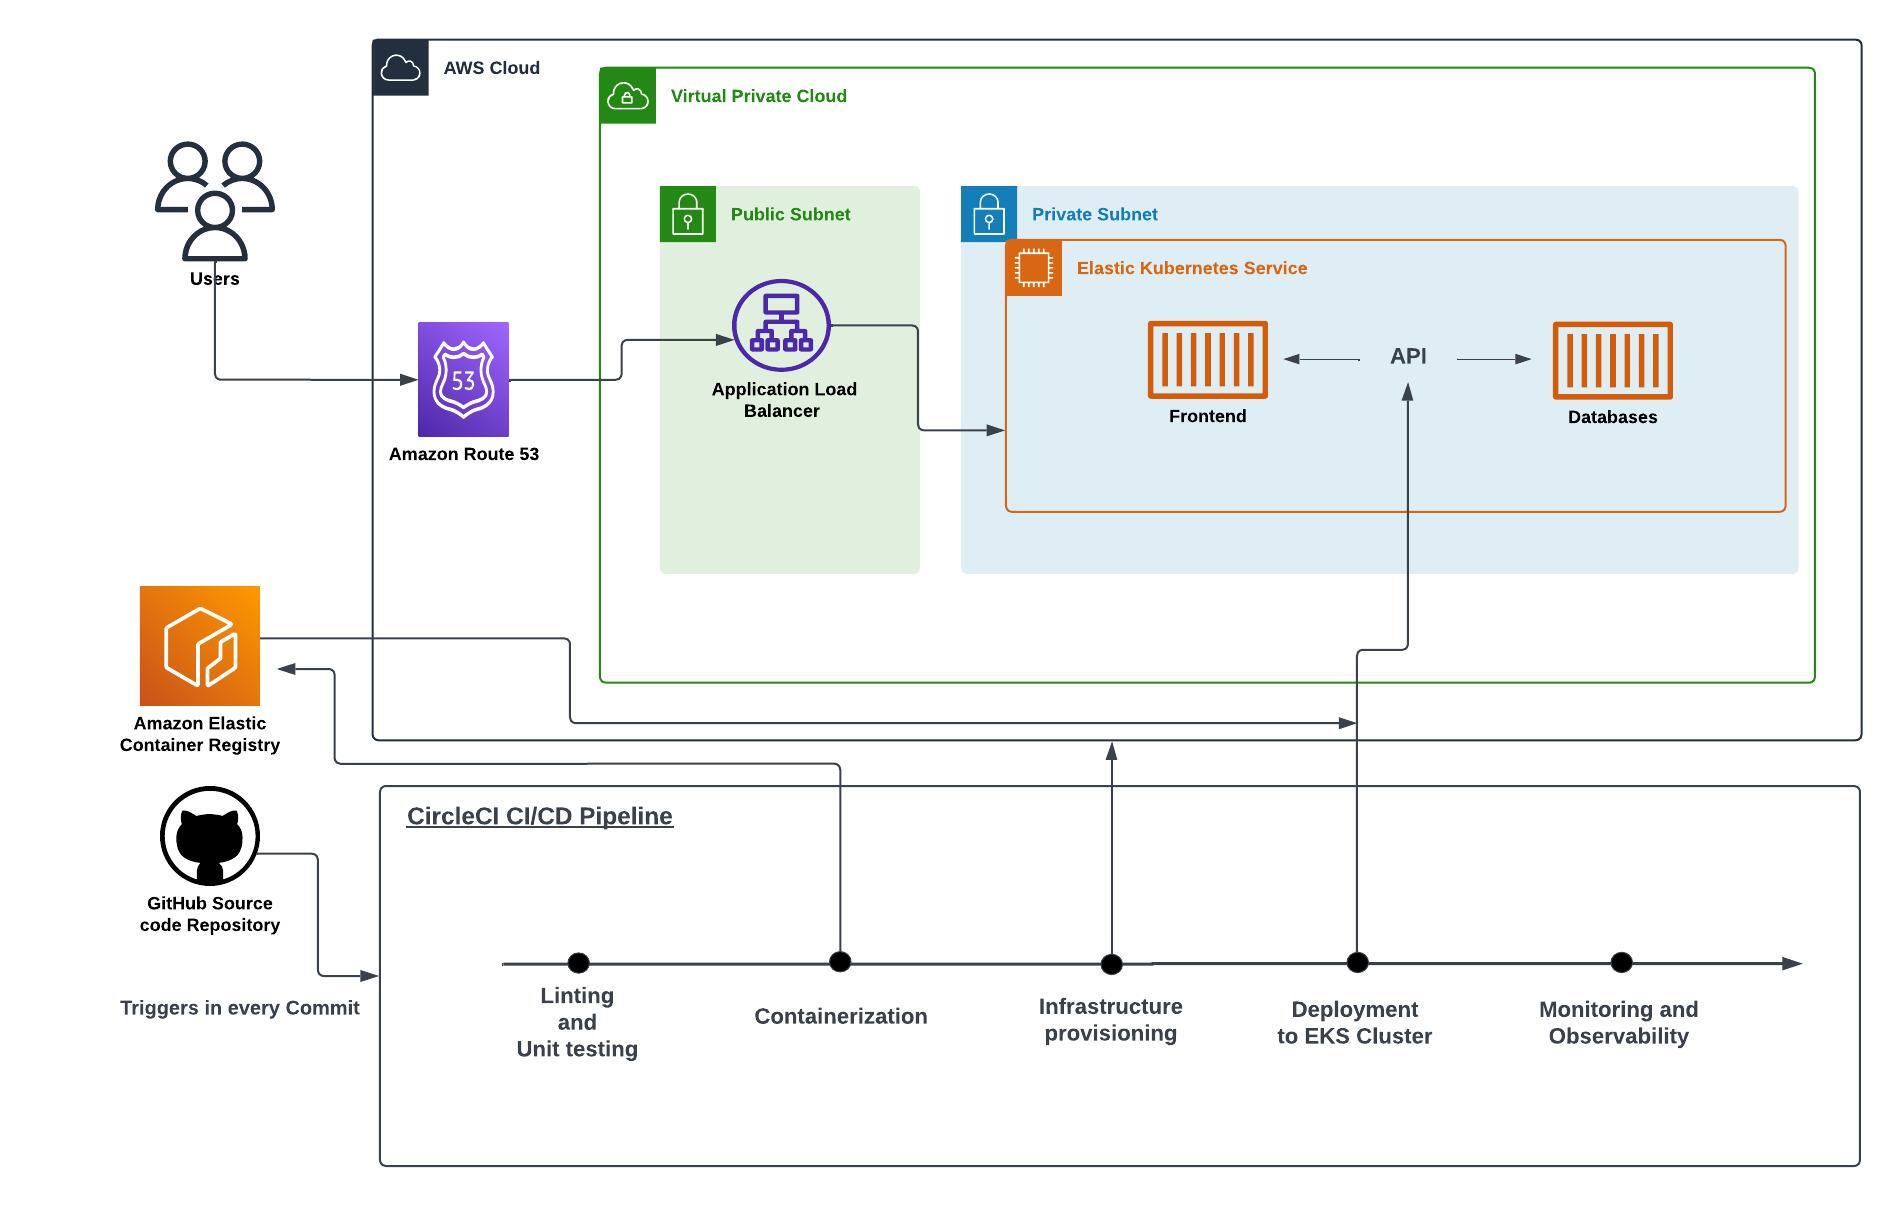 AWS Cloud
Virtual Private Cloud
Public Subnet
Private Subnet
Elastic Kubernetes Service
Users
53
Amazon Route 53
Application Load
Balancer
Frontend
API
Databases
Amazon Elastic
Container Registry
GitHub Source
code Repository
Triggers in every Commit
CircleCI CI/CD Pipeline
Linting
and
Unit testing
Containerization
Infrastructure
provisioning
Deployment
to EKS Cluster
Monitoring and
Observability